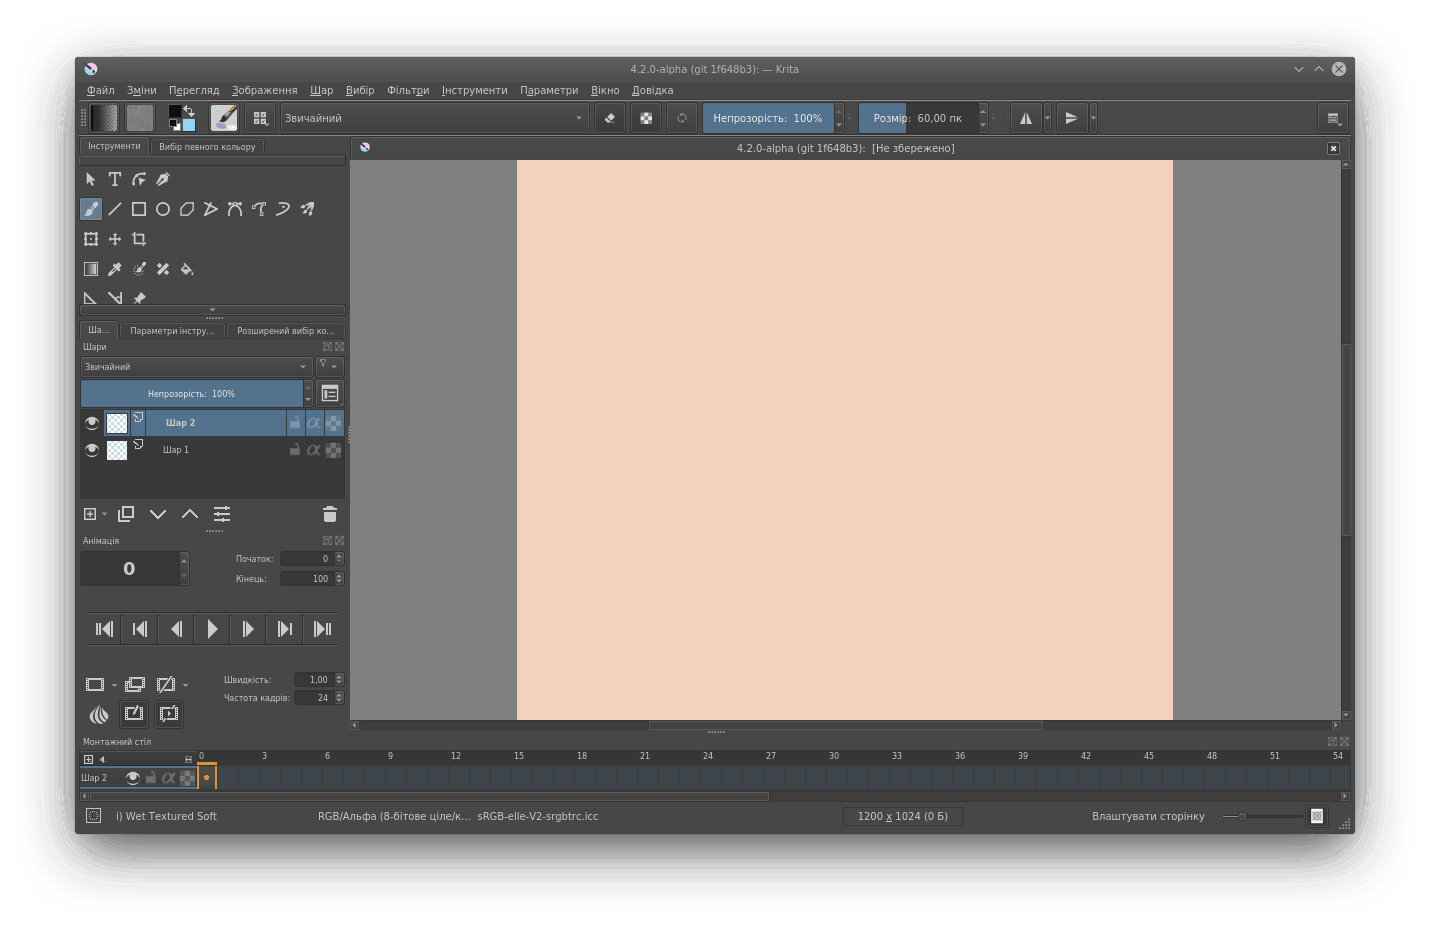 4.2.0-alpha (git 1f648b3): — Krita
Файл Зміни Перегляд Зображення Шар Вибір Фільтри Інструменти Параметри Вікно Довідка
Звичайний Непрозорість: 100% Розмір: 60,00 пк
Інструменти Вибір певного кольору
4.2.0-alpha (git 1f648b3): [Не збережено]
Ша... Параметри інстру... Розширений вибір ко...
Шари
Звичайний
Непрозорість: 100%
Шар 2
Шар 1
Анімація
0
Початок: 0
Кінець: 100
Швидкість: 1,00
Частота кадрів: 24
Монтажний стіл
0 3 6 9 12 15 18 21 24 27 30 33 36 39 42 45 48 51 54
Шар 2
i) Wet Textured Soft RGB/Альфа (8-бітове ціле/к... sRGB-elle-V2-srgbtrc.icc 1200 x 1024 (0 Б) Влаштувати сторінку